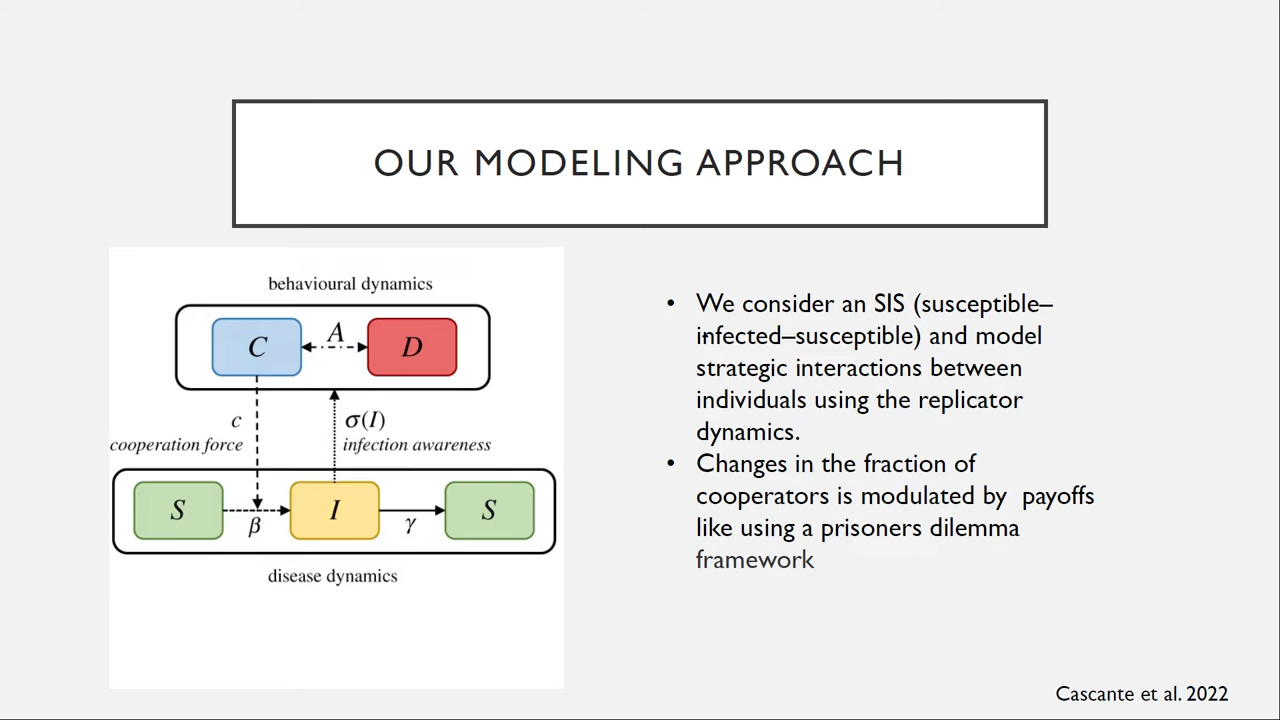 OUR MODELING APPROACH
behavioural dynamics
C
A
D
c
cooperation force
σ(I)
infection awareness
S
β
I
γ
S
disease dynamics
• We consider an SIS (susceptible–
infected–susceptible) and model
strategic interactions between
individuals using the replicator
dynamics.
• Changes in the fraction of
cooperators is modulated by payoffs
like using a prisoners dilemma
framework
Cascante et al. 2022